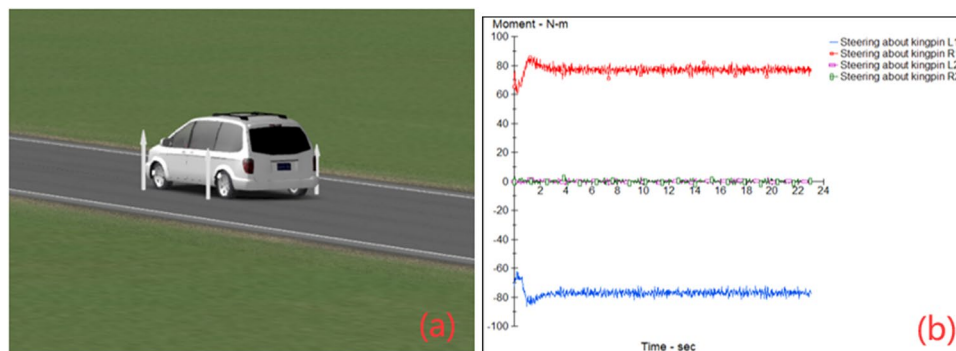 (a)
Moment - N-m
100
80
60
40
20
0
-20
-40
-60
-80
-100
2 4 6 8 10 12 14 16 18 20 22 24
Time - sec
Steering about kingpin L1
Steering about kingpin R
Steering about kingpin L2
Steering about kingpin R2
(b)